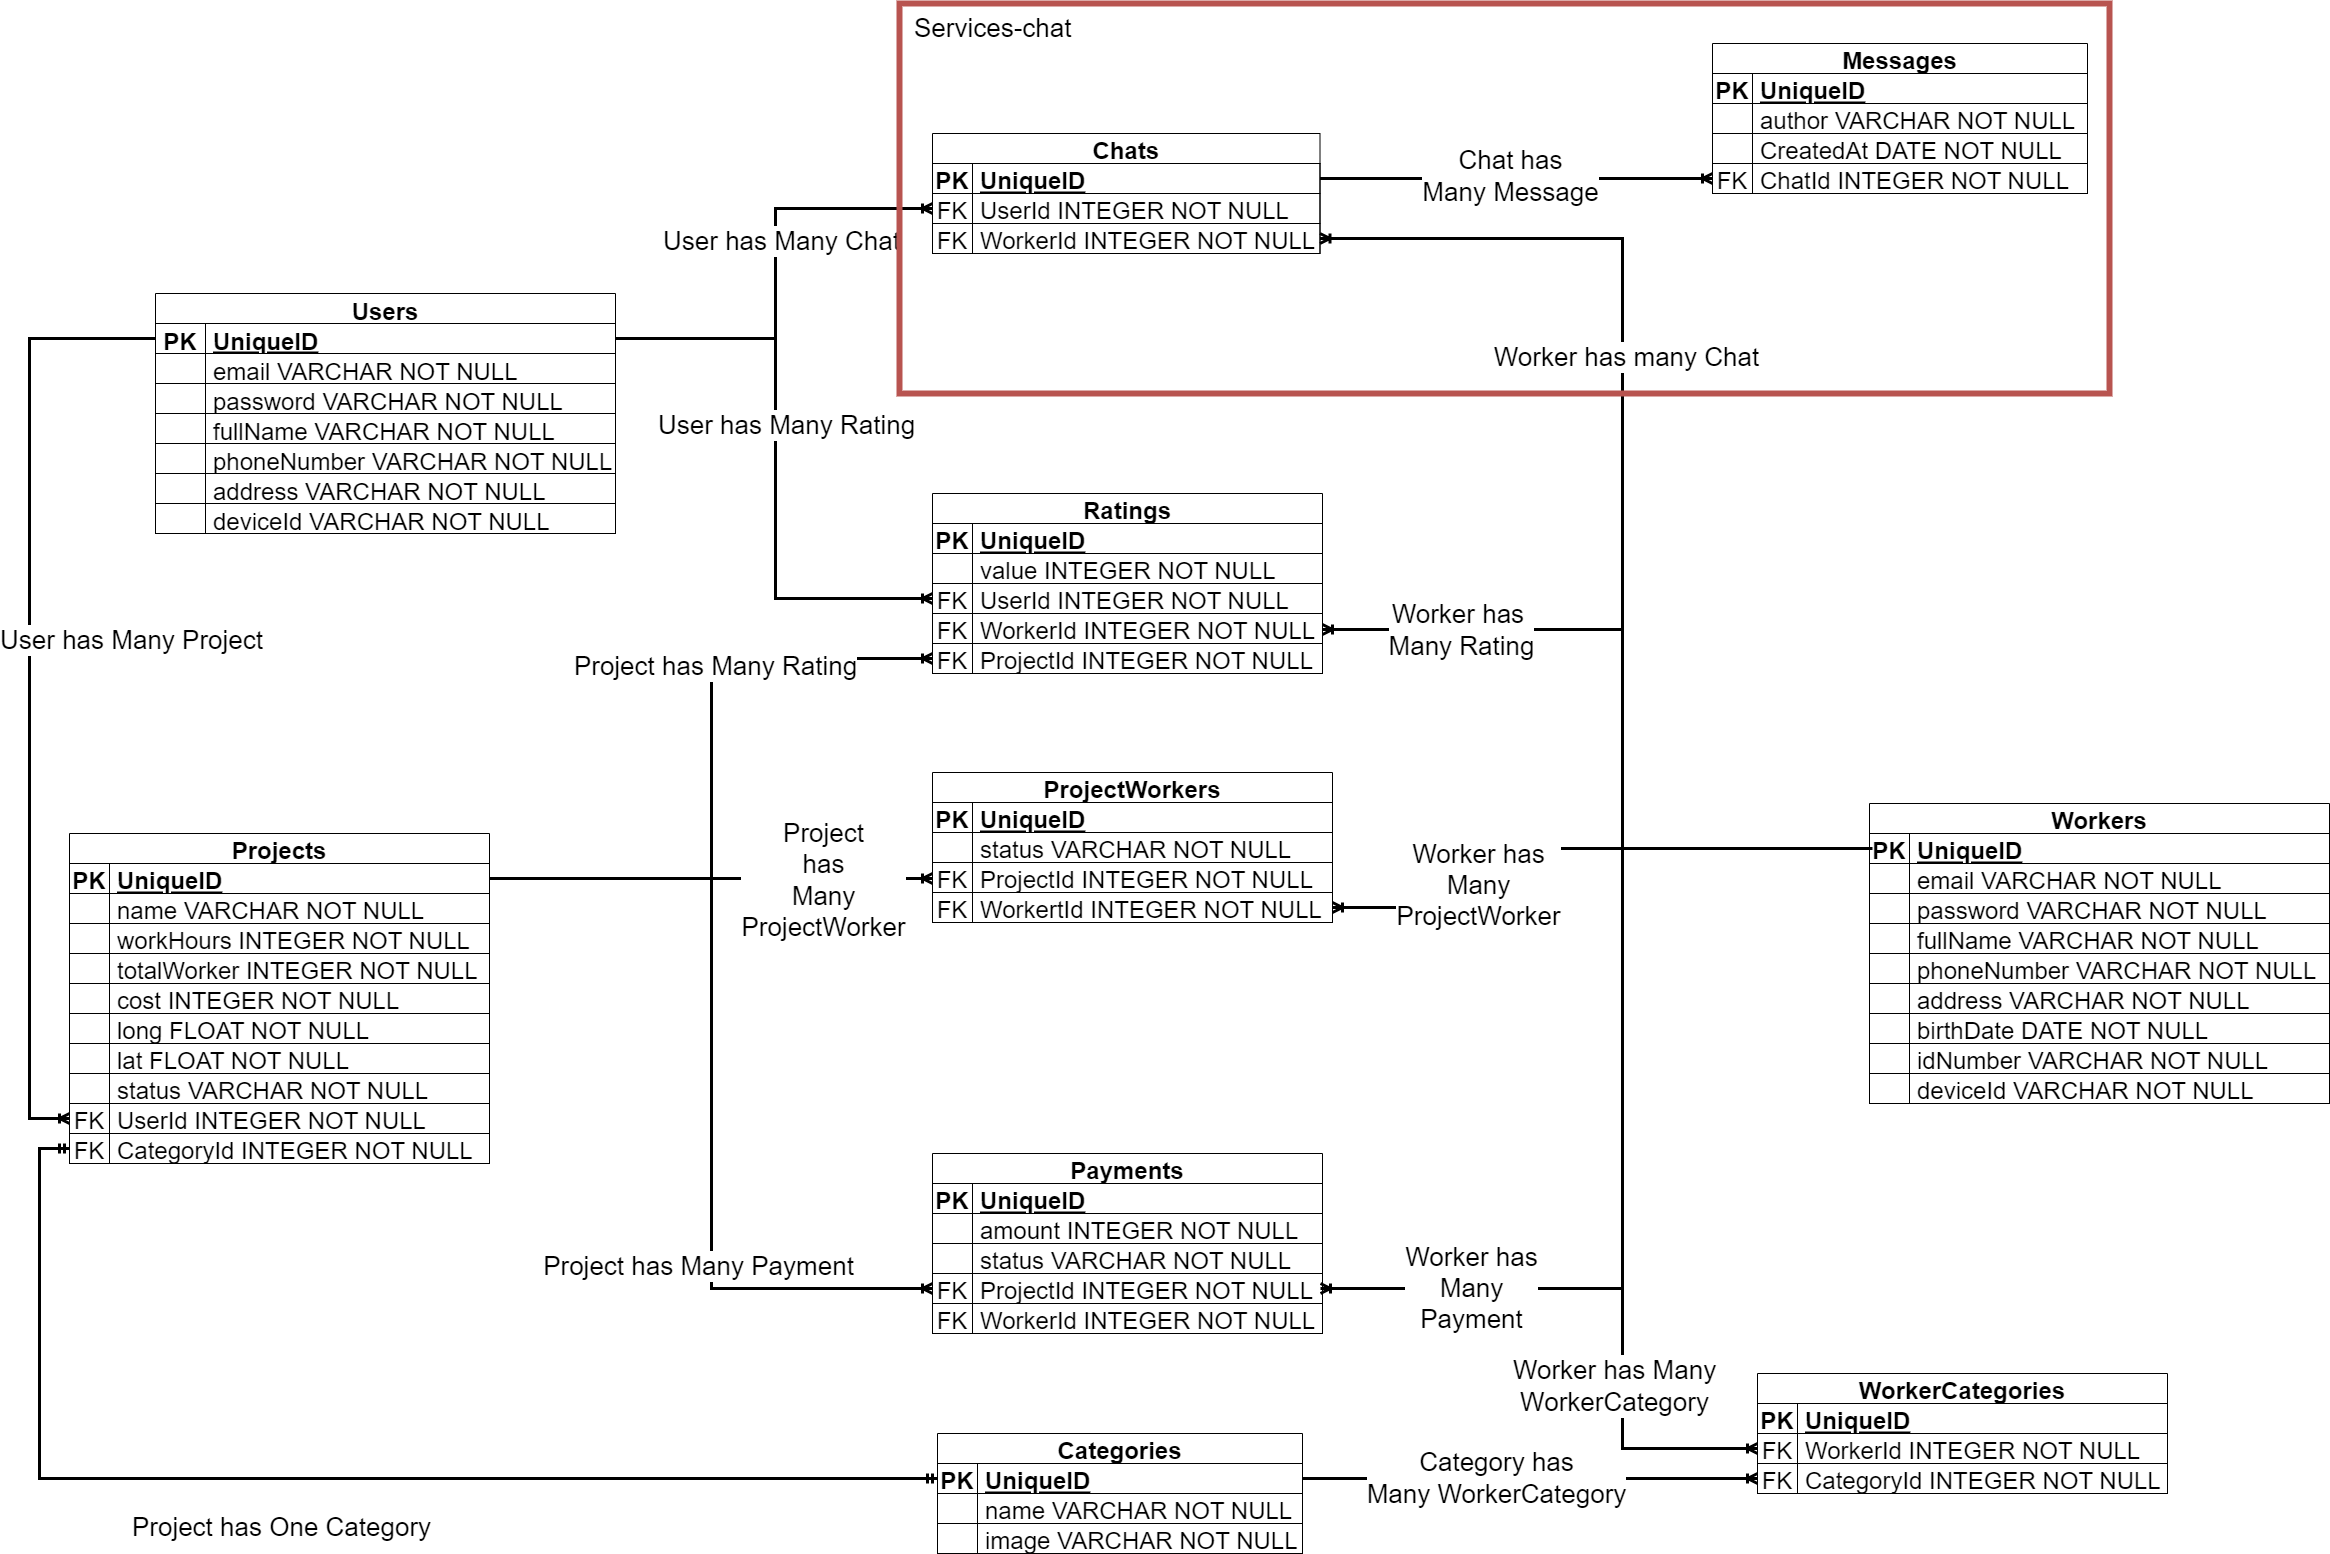 Services-chat
Messages
PK UniqueID
author VARCHAR NOT NULL
CreatedAt DATE NOT NULL
FK ChatId INTEGER NOT NULL
Chats
PK UniqueID
FK UserId INTEGER NOT NULL
FK WorkerId INTEGER NOT NULL
Chat has
Many Message
User has Many Chat
Worker has many Chat
Users
PK UniqueID
email VARCHAR NOT NULL
password VARCHAR NOT NULL
fullName VARCHAR NOT NULL
phoneNumber VARCHAR NOT NULL
address VARCHAR NOT NULL
deviceId VARCHAR NOT NULL
User has Many Rating
Ratings
PK UniqueID
value INTEGER NOT NULL
FK UserId INTEGER NOT NULL
FK WorkerId INTEGER NOT NULL
FK ProjectId INTEGER NOT NULL
Worker has
Many Rating
User has Many Project
Project has Many Rating
ProjectWorkers
PK UniqueID
status VARCHAR NOT NULL
FK ProjectId INTEGER NOT NULL
FK WorkertId INTEGER NOT NULL
Project
has
Many
ProjectWorker
Worker has
Many
ProjectWorker
Workers
PK UniqueID
email VARCHAR NOT NULL
password VARCHAR NOT NULL
fullName VARCHAR NOT NULL
phoneNumber VARCHAR NOT NULL
address VARCHAR NOT NULL
birthDate DATE NOT NULL
idNumber VARCHAR NOT NULL
deviceId VARCHAR NOT NULL
Projects
PK UniqueID
name VARCHAR NOT NULL
workHours INTEGER NOT NULL
totalWorker INTEGER NOT NULL
cost INTEGER NOT NULL
long FLOAT NOT NULL
lat FLOAT NOT NULL
status VARCHAR NOT NULL
FK UserId INTEGER NOT NULL
FK CategoryId INTEGER NOT NULL
Payments
PK UniqueID
amount INTEGER NOT NULL
status VARCHAR NOT NULL
FK ProjectId INTEGER NOT NULL
FK WorkerId INTEGER NOT NULL
Project has Many Payment
Worker has
Many
Payment
Worker has Many
WorkerCategory
WorkerCategories
PK UniqueID
FK WorkerId INTEGER NOT NULL
FK CategoryId INTEGER NOT NULL
Categories
PK UniqueID
name VARCHAR NOT NULL
image VARCHAR NOT NULL
Category has
Many WorkerCategory
Project has One Category